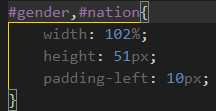 #gender,#nation{
    width: 102%;
    height: 51px;
    padding-left: 10px;
}